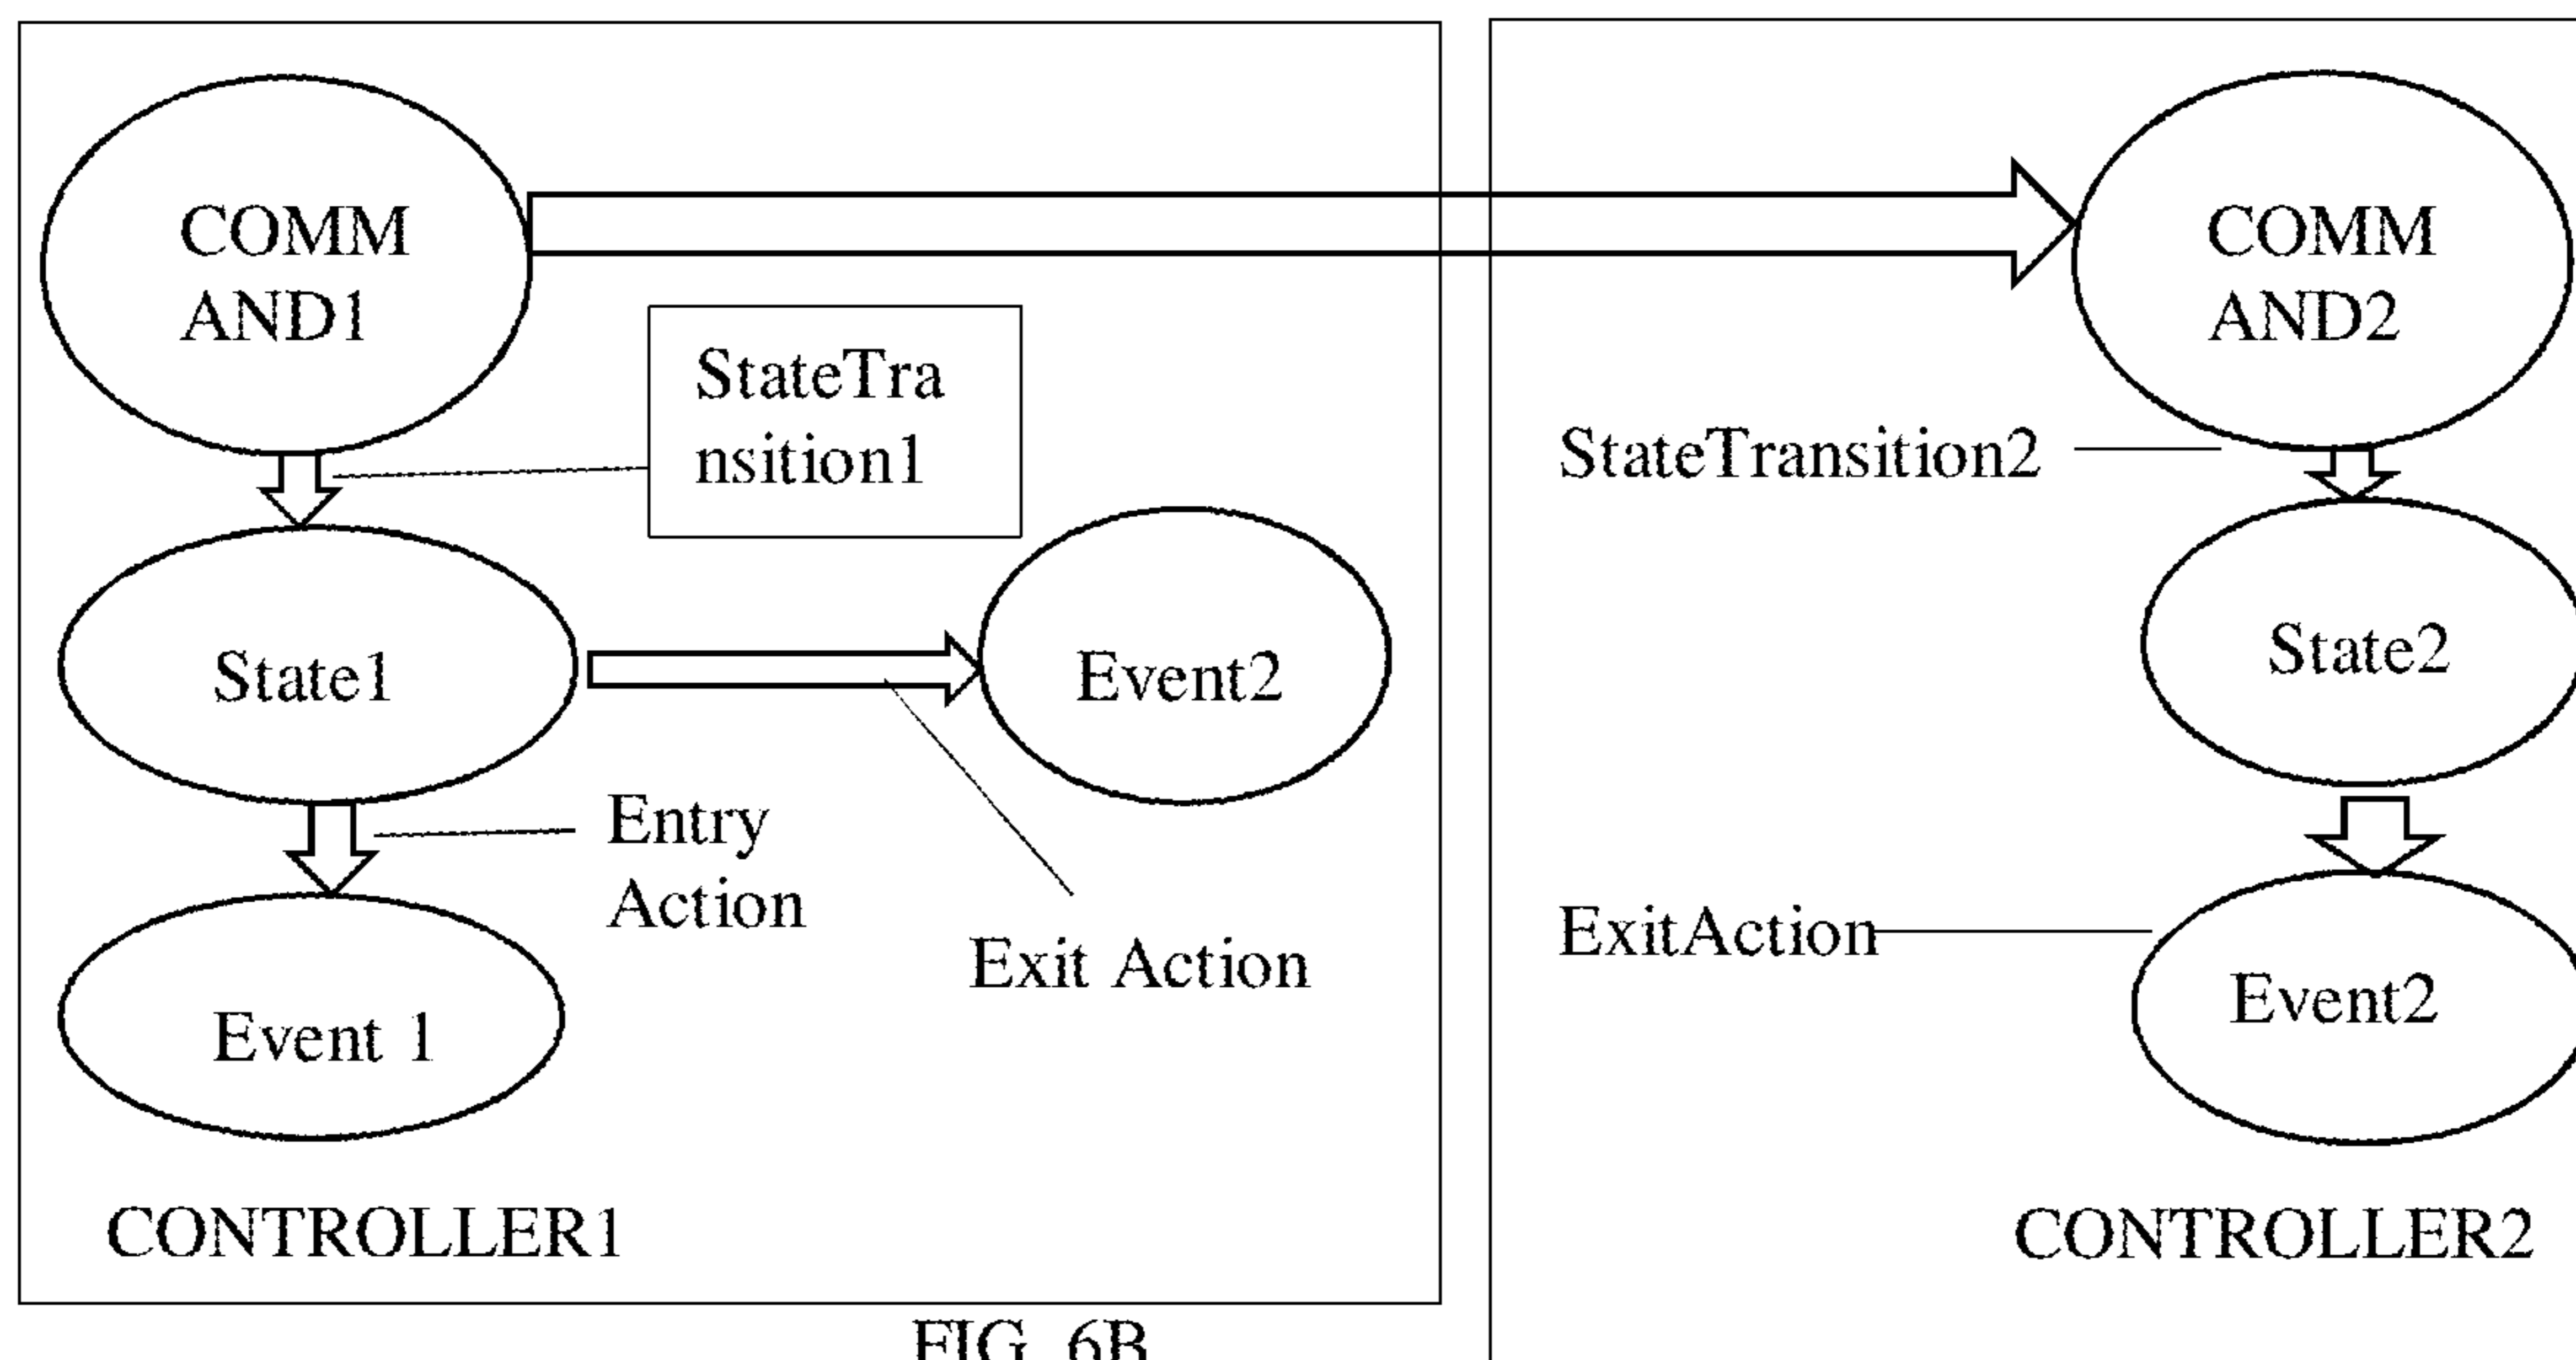 COMM
AND1
StateTra
nsition1
State1
Event2
Entry
Action
Exit Action
Event 1
CONTROLLER1
COMM
AND2
StateTransition2
State2
ExitAction
Event2
CONTROLLER2
FIG. 6B